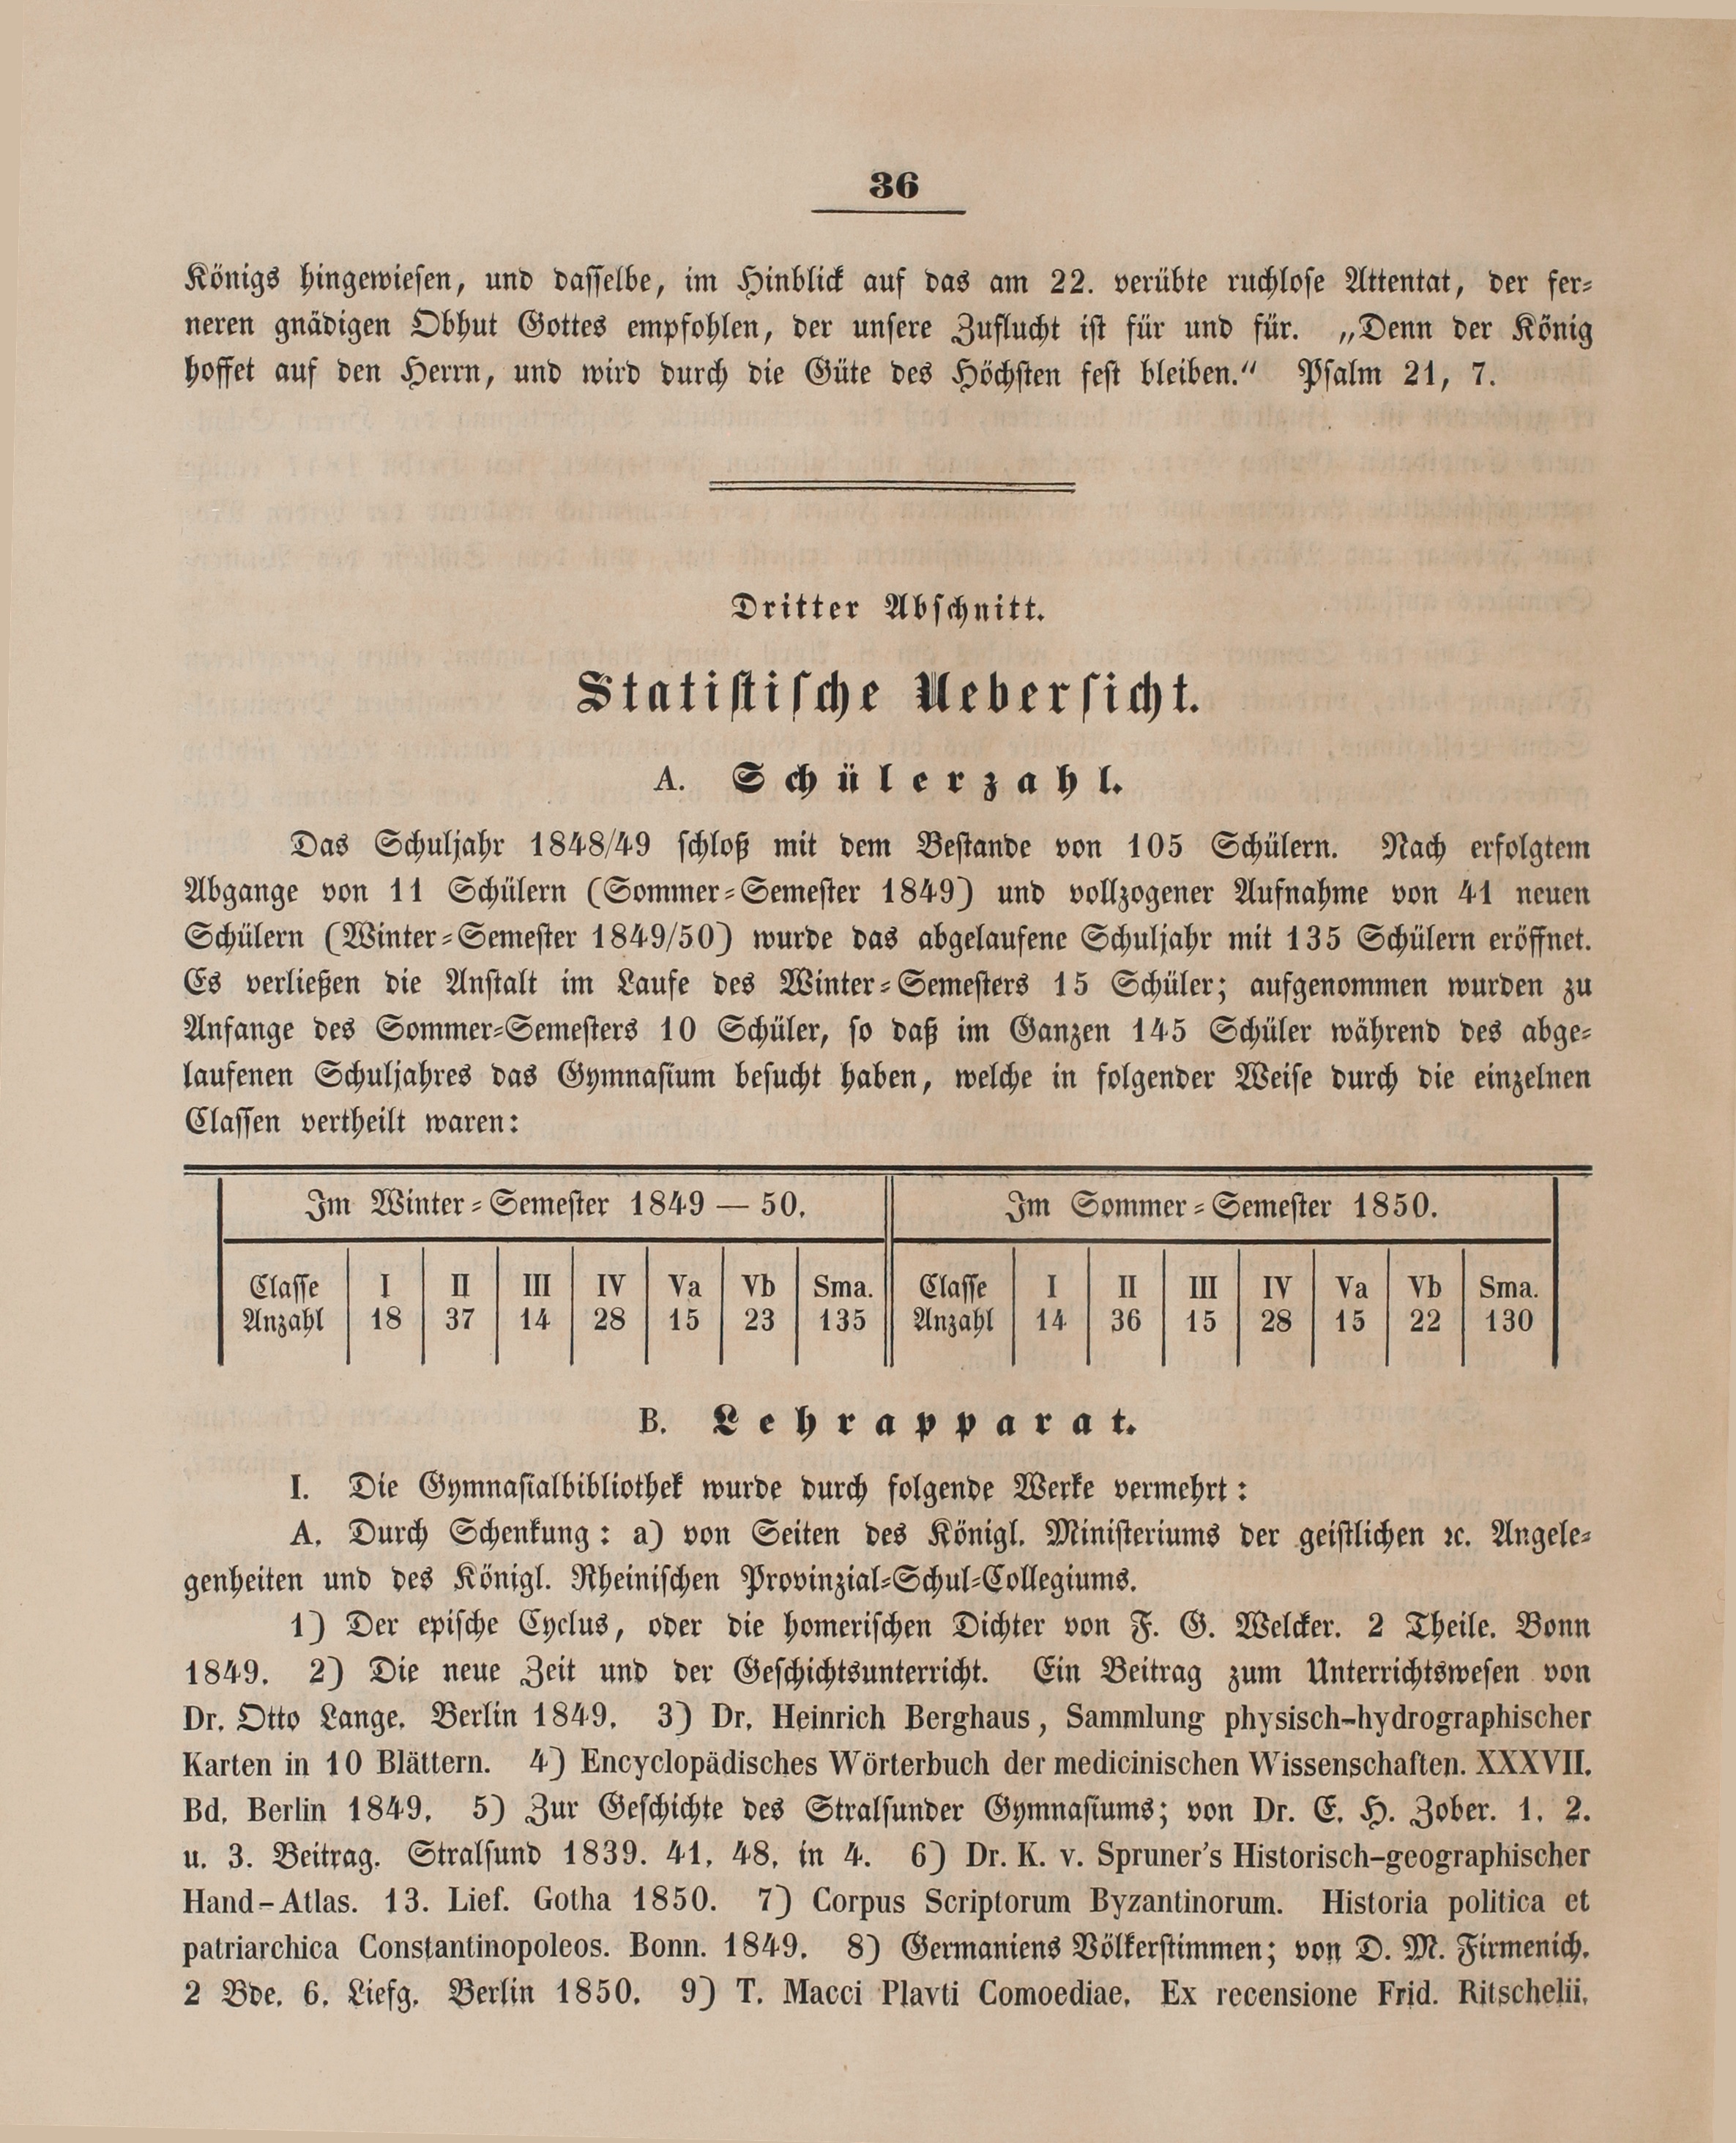 36
Königs hingewiesen, und dasselbe, im Hinblick auf das am 22. verübte ruchlose Attentat, der fer-
neren gnädigen Obhut Gottes empfohlen, der unsere Zuflucht ist für und für. „Denn der König
hoffet auf den Herrn, und wird durch die Güte des Höchsten fest bleiben.“ Psalm 21, 7.
Dritter Abschnitt.
Statistische Uebersicht.
A. Schülerzahl.
Das Schuljahr 1848/49 schloß mit dem Bestande von 105 Schülern. Nach erfolgtem
Abgange von 11 Schülern (Sommer-Semester 1849) und vollzogener Aufnahme von 41 neuen
Schülern (Winter-Semester 1849/50) wurde das abgelaufene Schuljahr mit 135 Schülern eröffnet.
Es verließen die Anstalt im Laufe des Winter-Semesters 15 Schüler; aufgenommen wurden zu
Anfange des Sommer-Semesters 10 Schüler, so daß im Ganzen 145 Schüler während des abge-
laufenen Schuljahres das Gymnasium besucht haben, welche in folgender Weise durch die einzelnen
Classen vertheilt waren:
Im Winter-Semester 1849 — 50. Im Sommer-Semester 1850.
Classe I II III IV Va Vb Sma. Classe I II III IV Va Vb Sma.
Anzahl 18 37 14 28 15 23 135 Anzahl 14 36 15 28 15 22 130
B. Lehrapparat.
I. Die Gymnasialbibliothek wurde durch folgende Werke vermehrt:
A. Durch Schenkung: a) von Seiten des Königl. Ministeriums der geistlichen ꝛc. Angele-
genheiten und des Königl. Rheinischen Provinzial-Schul-Collegiums.
1) Der epische Cyclus, oder die homerischen Dichter von F. G. Welcker. 2 Theile. Bonn
1849. 2) Die neue Zeit und der Geschichtsunterricht. Ein Beitrag zum Unterrichtswesen von
Dr. Otto Lange. Berlin 1849. 3) Dr. Heinrich Berghaus, Sammlung physisch-hydrographischer
Karten in 10 Blättern. 4) Encyclopädisches Wörterbuch der medicinischen Wissenschaften. XXXVII.
Bd. Berlin 1849. 5) Zur Geschichte des Stralsunder Gymnasiums; von Dr. E. H. Zober. 1. 2.
u. 3. Beitrag. Stralsund 1839. 41. 48. in 4. 6) Dr. K. v. Spruner's Historisch-geographischer
Hand-Atlas. 13. Lief. Gotha 1850. 7) Corpus Scriptorum Byzantinorum. Historia politica et
patriarchica Constantinopoleos. Bonn. 1849. 8) Germaniens Völkerstimmen; von D. M. Firmenich.
2 Bde. 6. Liefg. Berlin 1850. 9) T. Macci Plavti Comoediae. Ex recensione Frid. Ritschelii.